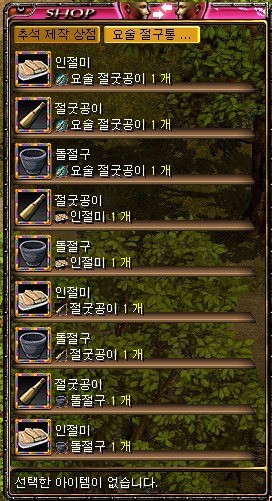 SHOP
추석 제작 상점
요술 절구통 ...
인절미
요술 절굿공이 1 개
절굿공이
요술 절굿공이 1 개
돌절구
요술 절굿공이 1 개
절굿공이
인절미 1 개
돌절구
인절미 1 개
인절미
절굿공이 1 개
돌절구
절굿공이 1 개
절굿공이
돌절구 1 개
인절미
돌절구 1 개
선택한 아이템이 없습니다.